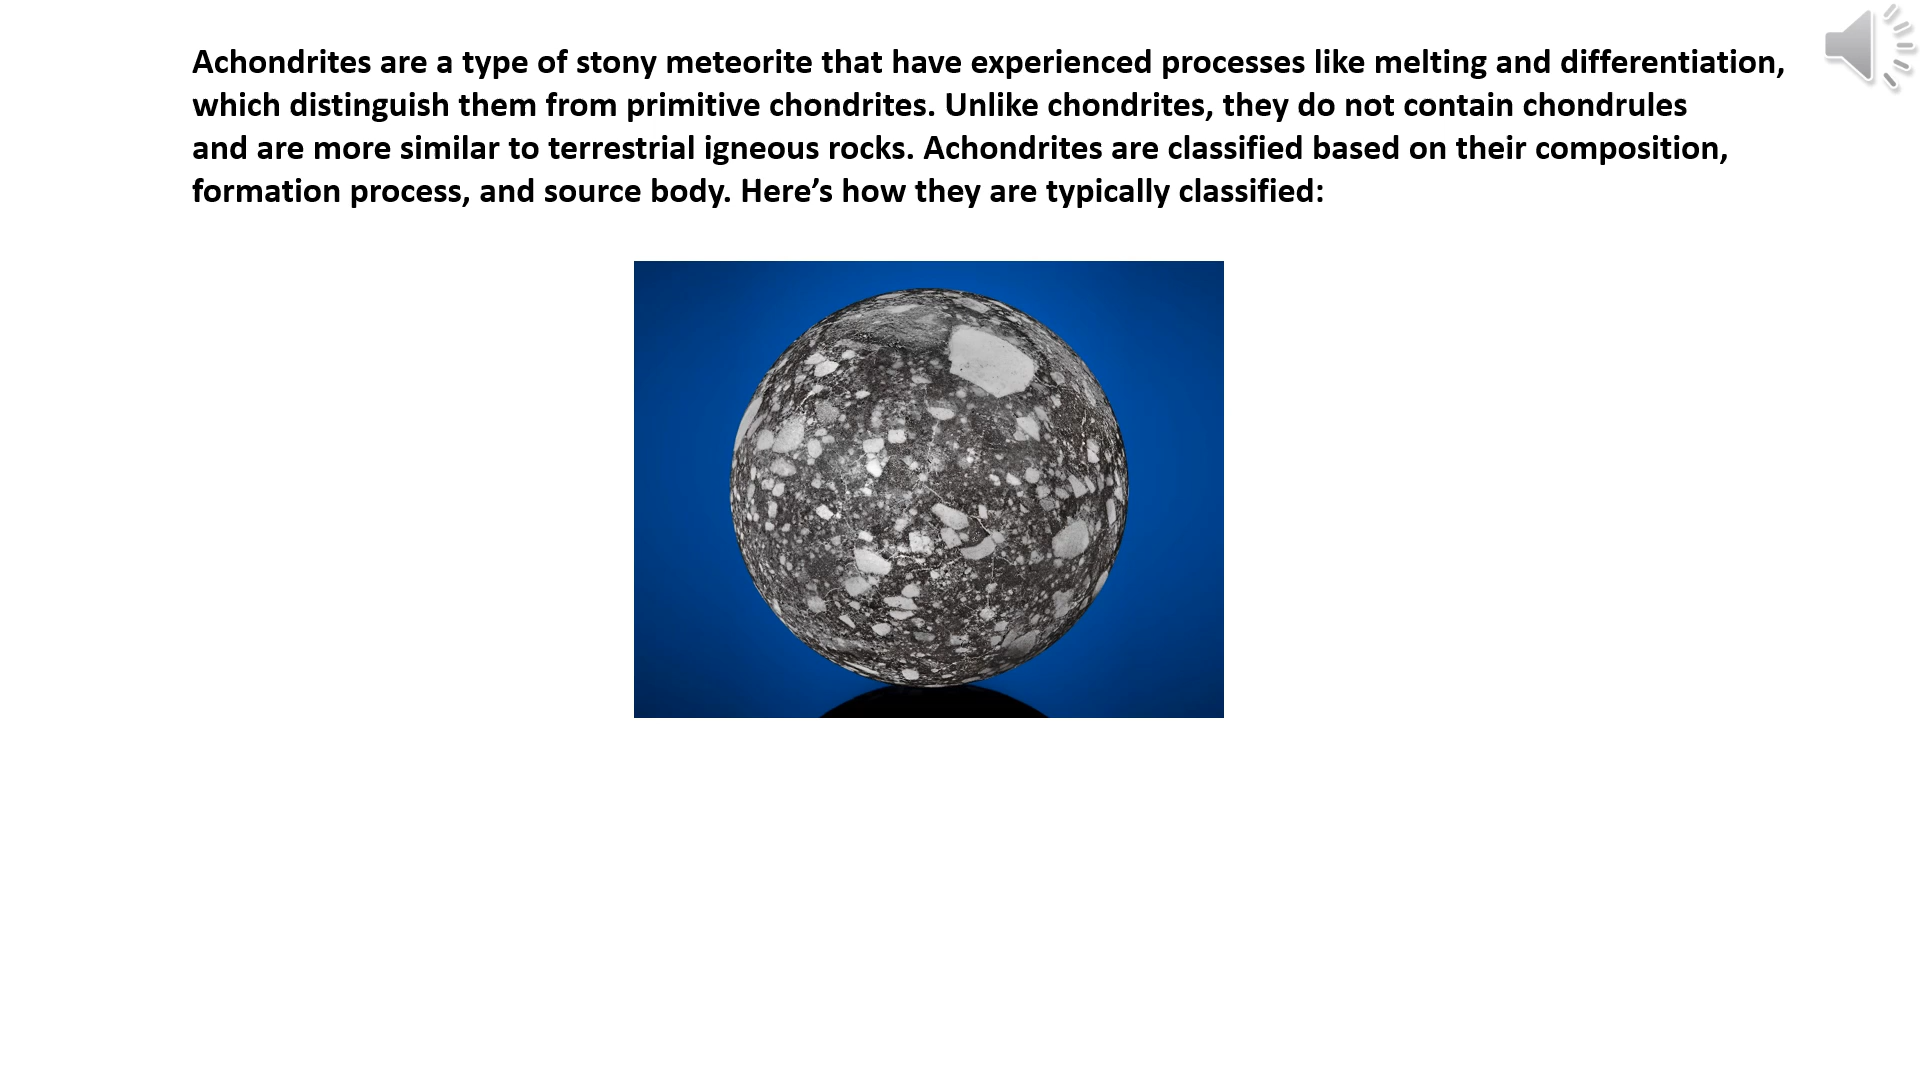 Achondrites are a type of stony meteorite that have experienced processes like melting and differentiation,
which distinguish them from primitive chondrites. Unlike chondrites, they do not contain chondrules
and are more similar to terrestrial igneous rocks. Achondrites are classified based on their composition,
formation process, and source body. Here’s how they are typically classified: